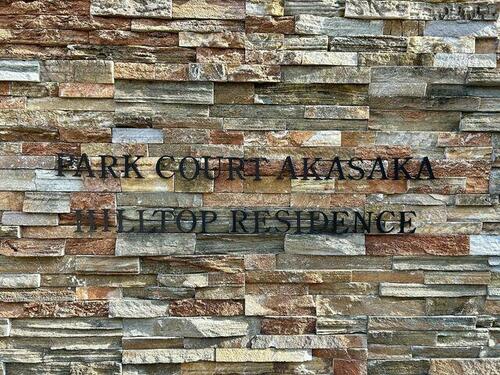 PARK COURT AKASAKA
HILLTOP RESIDENCE